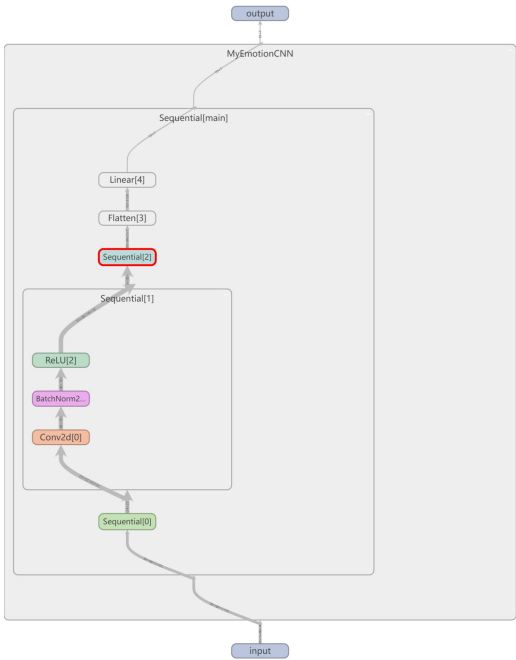 output
MyEmotionCNN
Sequential[main]
Linear[4]
Flatten[3]
Sequential[2]
Sequential[1]
ReLU[2]
BatchNorm2...
Conv2d[0]
Sequential[0]
input